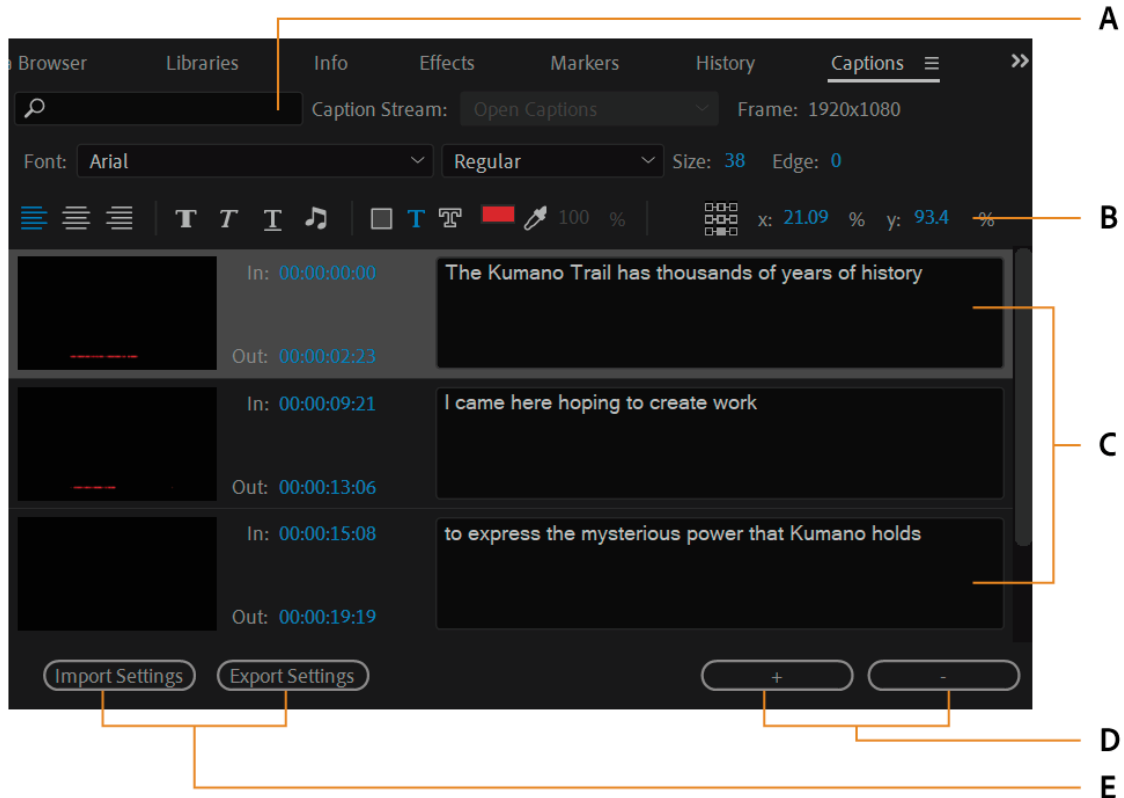 A
a Browser Libraries Info Effects Markers History Captions
Caption Stream: Open Captions Frame: 1920x1080
Font: Arial Regular Size: 38 Edge: 0
T T T T T 100 % x: 21.09 % y: 93.4 % B
In: 00:00:00:00 The Kumano Trail has thousands of years of history
Out: 00:00:02:23
In: 00:00:09:21 I came here hoping to create work
C
Out: 00:00:13:06
In: 00:00:15:08 to express the mysterious power that Kumano holds
Out: 00:00:19:19
Import Settings Export Settings + -
D
E